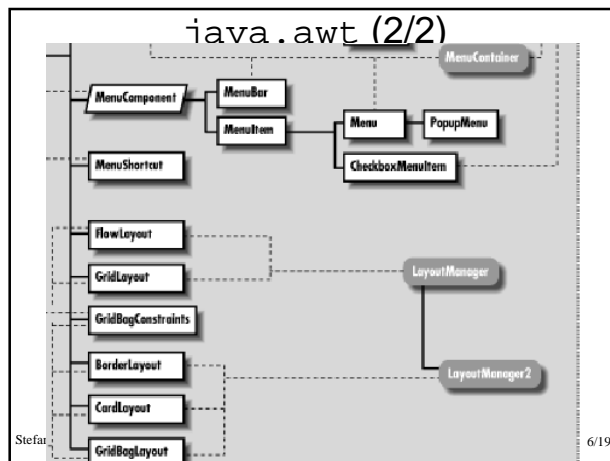 java.awt (2/2)
MenuContainer
MenuComponent
MenuBar
MenuItem
Menu
PopupMenu
MenuShortcut
CheckboxMenuItem
FlowLayout
GridLayout
LayoutManager
GridBagConstraints
BorderLayout
LayoutManager2
CardLayout
Stefan
6/19
GridBagLayout